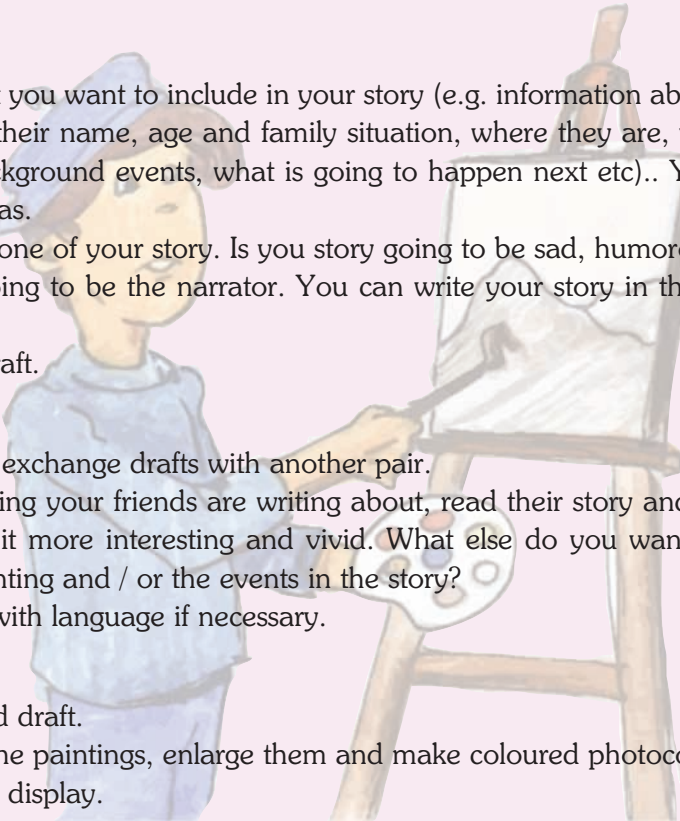 you want to include in your story (e.g. information ab
their name, age and family situation, where they are,
kground events, what is going to happen next etc).. Y
as.
one of your story. Is you story going to be sad, humor
ing to be the narrator. You can write your story in th
raft.
exchange drafts with another pair.
ing your friends are writing about, read their story and
it more interesting and vivid. What else do you wan
nting and / or the events in the story?
with language if necessary.
d draft.
ne paintings, enlarge them and make coloured photoco
display.